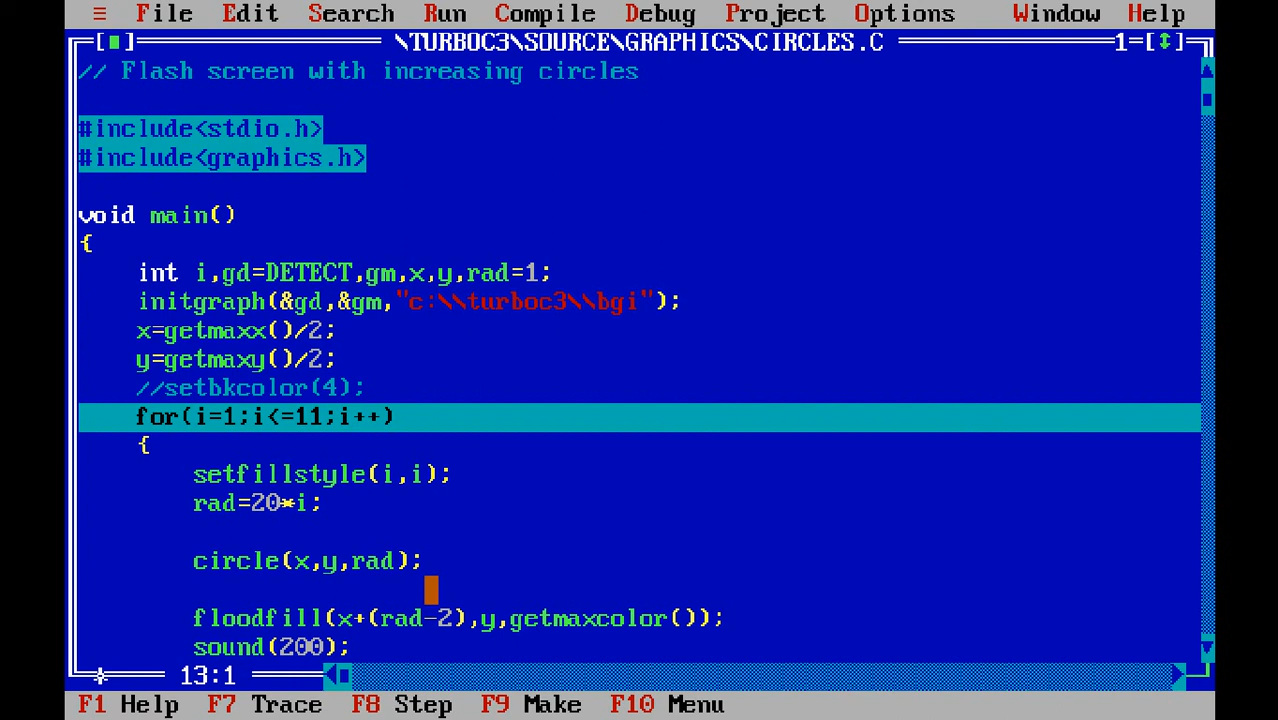 ≡ File Edit Search Run Compile Debug Project Options Window Help
[■] \TURBOC3\SOURCE\GRAPHICS\CIRCLES.C 1=[↕]
// Flash screen with increasing circles
#include<stdio.h>
#include<graphics.h>
void main()
{
int i,gd=DETECT,gm,x,y,rad=1;
initgraph(&gd,&gm,"c:\\turboc3\\bgi");
x=getmaxx()/2;
y=getmaxy()/2;
//setbkcolor(4);
for(i=1;i<=11;i++)
{
setfillstyle(i,i);
rad=20*i;
circle(x,y,rad);
floodfill(x+(rad-2),y,getmaxcolor());
sound(200);
13:1
F1 Help F7 Trace F8 Step F9 Make F10 Menu